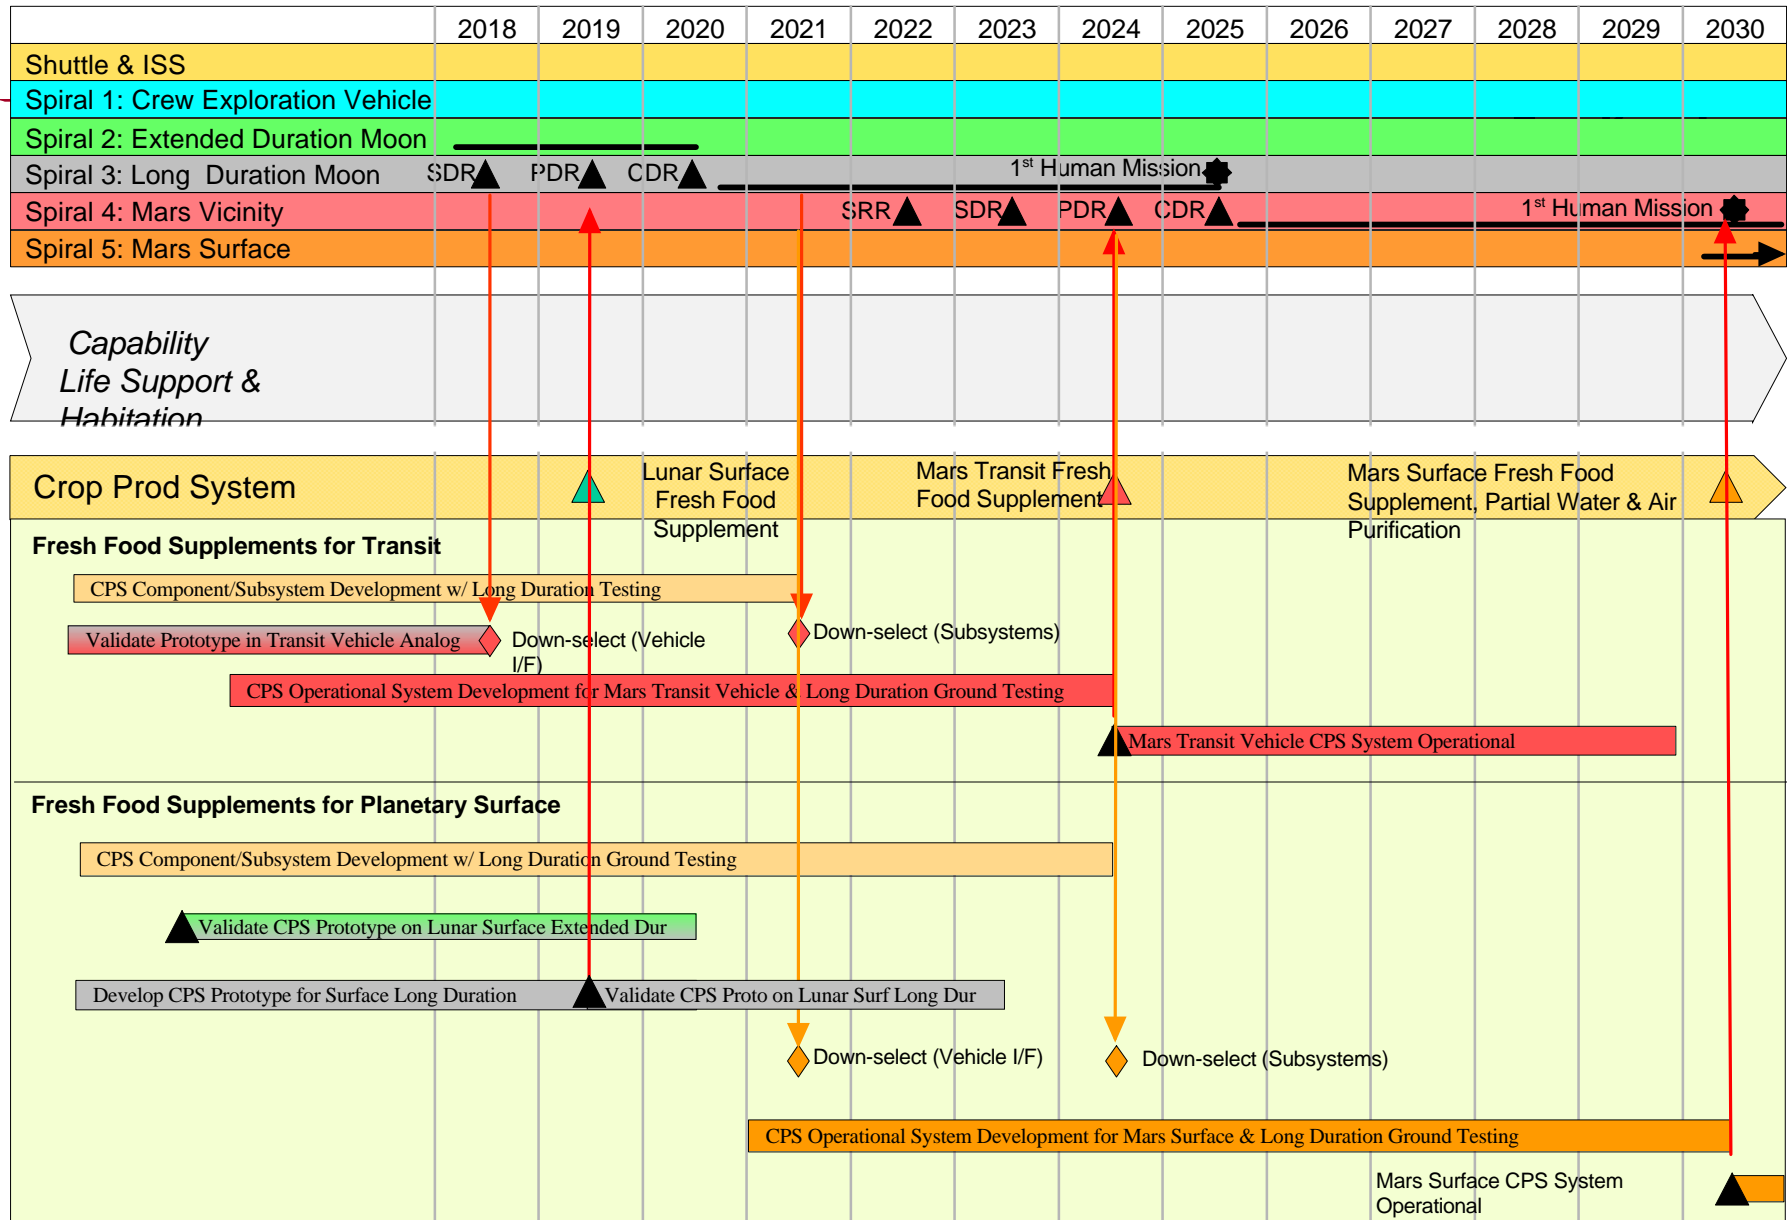 2018 2019 2020 2021 2022 2023 2024 2025 2026 2027 2028 2029 2030
Shuttle & ISS
Spiral 1: Crew Exploration Vehicle
Spiral 2: Extended Duration Moon
Spiral 3: Long Duration Moon SDR PDR CDR 1st Human Mission
Spiral 4: Mars Vicinity SRR SDR PDR CDR 1st Human Mission
Spiral 5: Mars Surface
Capability
Life Support &
Habitation
Crop Prod System
Lunar Surface
Fresh Food
Supplement
Mars Transit Fresh
Food Supplement
Mars Surface Fresh Food
Supplement, Partial Water & Air
Purification
Fresh Food Supplements for Transit
CPS Component/Subsystem Development w/ Long Duration Testing
Validate Prototype in Transit Vehicle Analog
Down-select (Vehicle
I/F)
Down-select (Subsystems)
CPS Operational System Development for Mars Transit Vehicle & Long Duration Ground Testing
Mars Transit Vehicle CPS System Operational
Fresh Food Supplements for Planetary Surface
CPS Component/Subsystem Development w/ Long Duration Ground Testing
Validate CPS Prototype on Lunar Surface Extended Dur
Develop CPS Prototype for Surface Long Duration
Validate CPS Proto on Lunar Surf Long Dur
Down-select (Vehicle I/F)
Down-select (Subsystems)
CPS Operational System Development for Mars Surface & Long Duration Ground Testing
Mars Surface CPS System
Operational